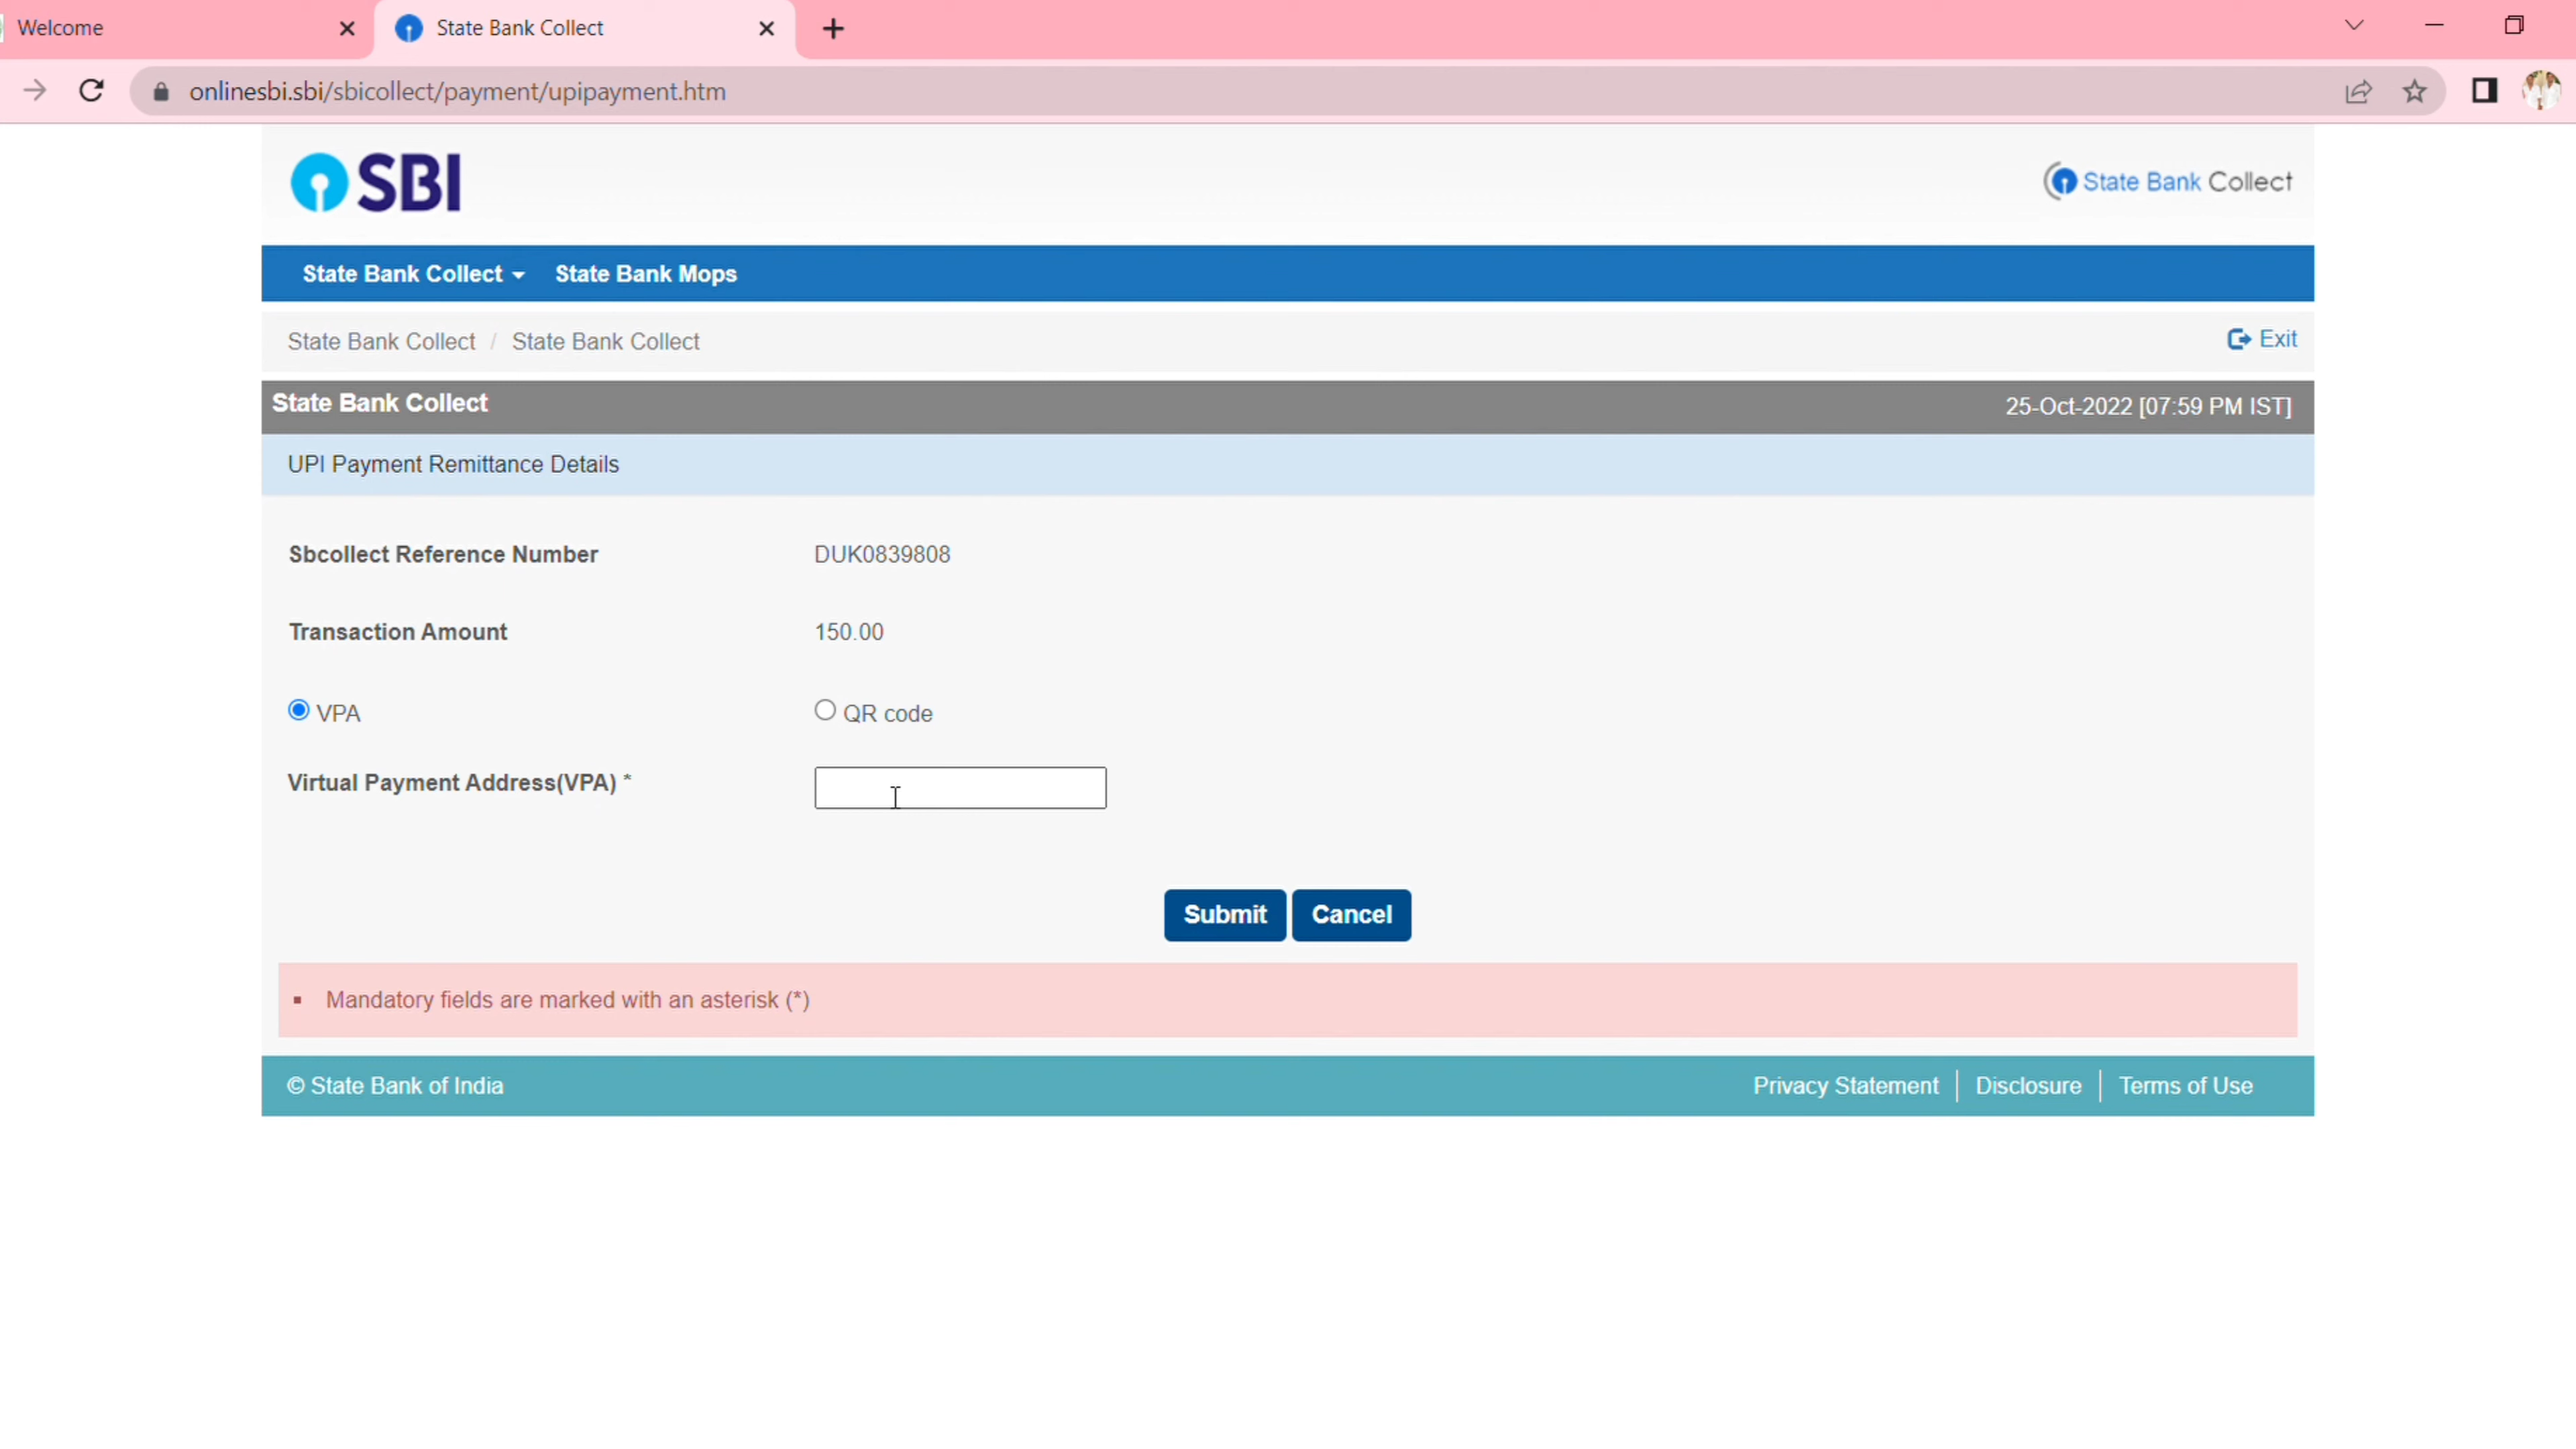 Welcome
State Bank Collect
onlinesbi.sbi/sbicollect/payment/upipayment.htm
SBI
State Bank Collect
State Bank Collect State Bank Mops
State Bank Collect / State Bank Collect
Exit
State Bank Collect
25-Oct-2022 [07:59 PM IST]
UPI Payment Remittance Details
Sbcollect Reference Number DUK0839808
Transaction Amount 150.00
VPA QR code
Virtual Payment Address(VPA) *
Submit Cancel
Mandatory fields are marked with an asterisk (*)
© State Bank of India
Privacy Statement Disclosure Terms of Use